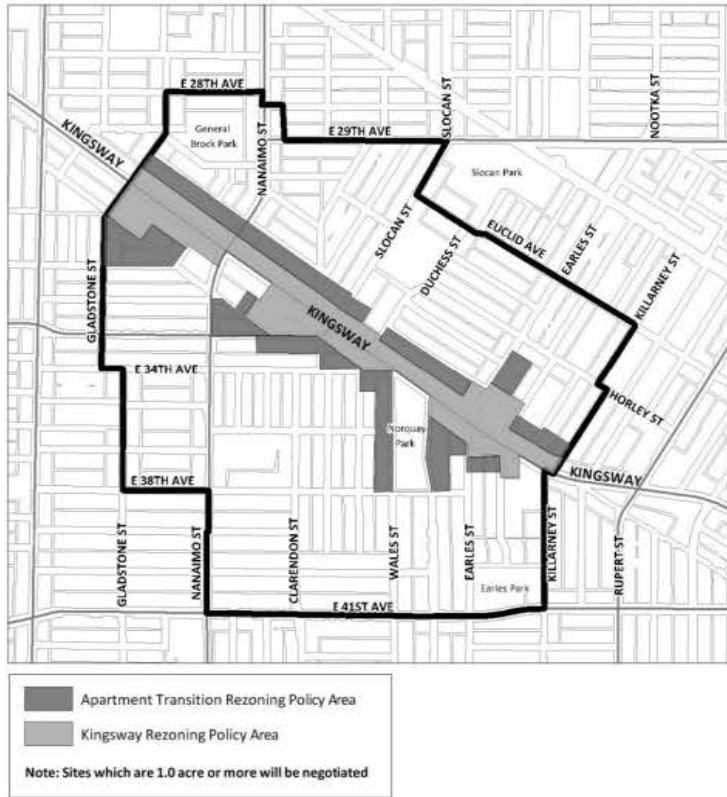 E 28TH AVE
KINGSWAY
General
Brock Park
NANAIMO ST
E 29TH AVE
SLOCAN ST
NOOTKA ST
Slocan Park
SLOCAN ST
DUCHESS ST
EUCLID AVE
EARLES ST
KILLARNEY ST
GLADSTONE ST
KINGSWAY
E 34TH AVE
HORLEY ST
Norquay
Park
KINGSWAY
E 38TH AVE
GLADSTONE ST
NANAIMO ST
CLARENDON ST
WALES ST
EARLES ST
KILLARNEY ST
RUPERT ST
Earles Park
E 41ST AVE
Apartment Transition Rezoning Policy Area
Kingsway Rezoning Policy Area
Note: Sites which are 1.0 acre or more will be negotiated